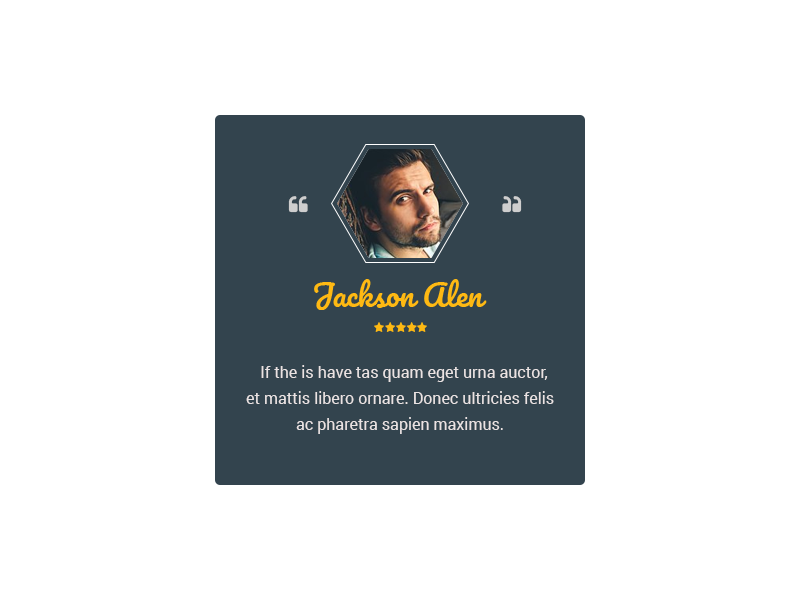 Jackson Alen
If the is have tas quam eget urna auctor,
et mattis libero ornare. Donec ultricies felis
ac pharetra sapien maximus.